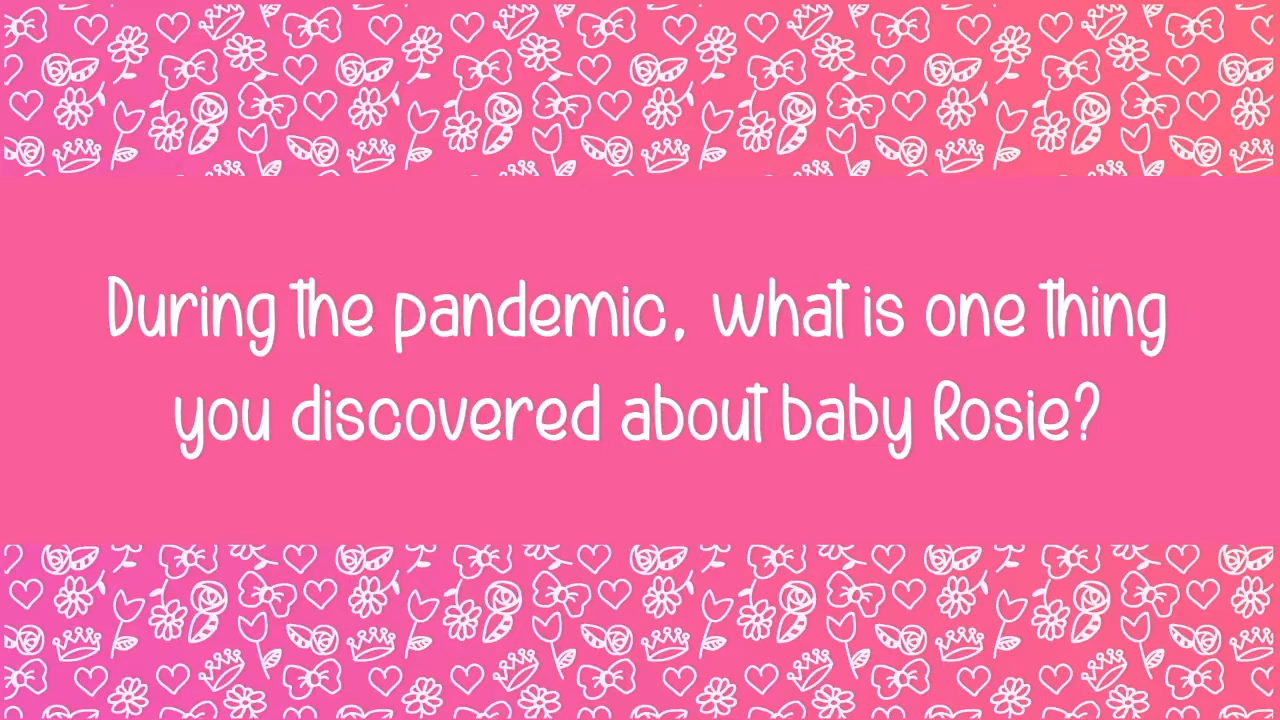 During the pandemic, what is one thing
you discovered about baby Rosie?